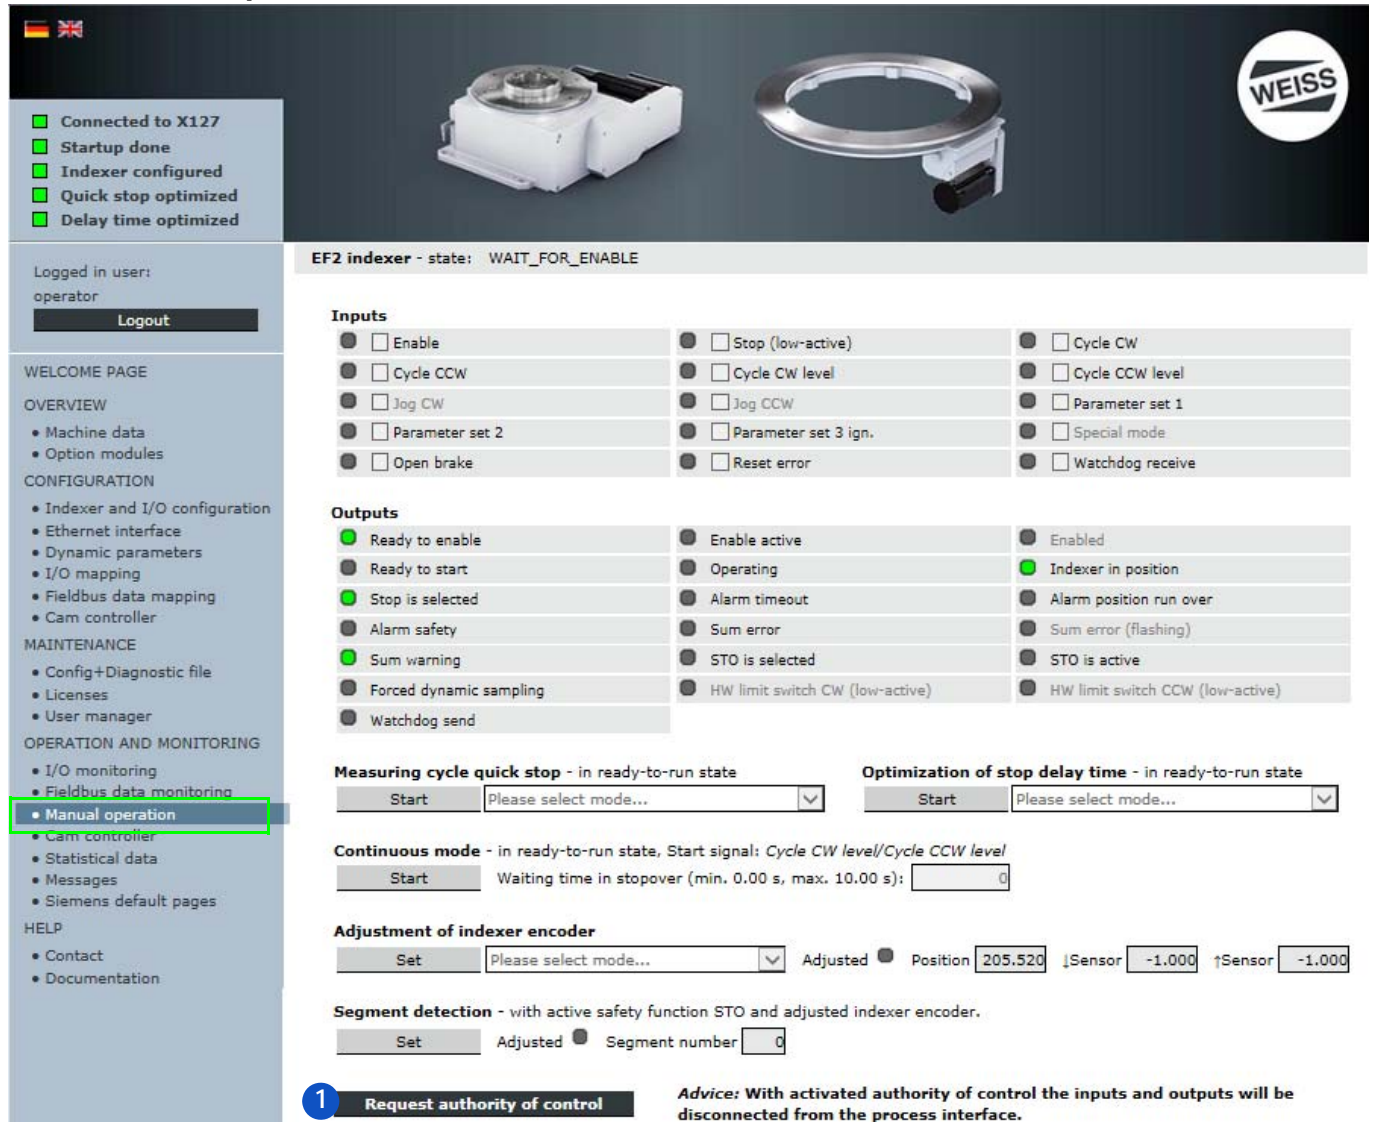 WEISS
Connected to X127
Startup done
Indexer configured
Quick stop optimized
Delay time optimized
Logged in user:
operator
Logout
WELCOME PAGE
OVERVIEW
• Machine data
• Option modules
CONFIGURATION
• Indexer and I/O configuration
• Ethernet interface
• Dynamic parameters
• I/O mapping
• Fieldbus data mapping
• Cam controller
MAINTENANCE
• Config+Diagnostic file
• Licenses
• User manager
OPERATION AND MONITORING
• I/O monitoring
• Fieldbus data monitoring
• Manual operation
• Cam controller
• Statistical data
• Messages
• Siemens default pages
HELP
• Contact
• Documentation
EF2 indexer - state: WAIT_FOR_ENABLE
Inputs
Enable Stop (low-active) Cycle CW
Cycle CCW Cycle CW level Cycle CCW level
Jog CW Jog CCW Parameter set 1
Parameter set 2 Parameter set 3 ign. Special mode
Open brake Reset error Watchdog receive
Outputs
Ready to enable Enable active Enabled
Ready to start Operating Indexer in position
Stop is selected Alarm timeout Alarm position run over
Alarm safety Sum error Sum error (flashing)
Sum warning STO is selected STO is active
Forced dynamic sampling HW limit switch CW (low-active) HW limit switch CCW (low-active)
Watchdog send
Measuring cycle quick stop - in ready-to-run state Optimization of stop delay time - in ready-to-run state
Start Please select mode... Start Please select mode...
Continuous mode - in ready-to-run state, Start signal: Cycle CW level/Cycle CCW level
Start Waiting time in stopover (min. 0.00 s, max. 10.00 s): 0
Adjustment of indexer encoder
Set Please select mode... Adjusted Position 205.520 ↓Sensor -1.000 ↑Sensor -1.000
Segment detection - with active safety function STO and adjusted indexer encoder.
Set Adjusted Segment number 0
1 Request authority of control
Advice: With activated authority of control the inputs and outputs will be
disconnected from the process interface.